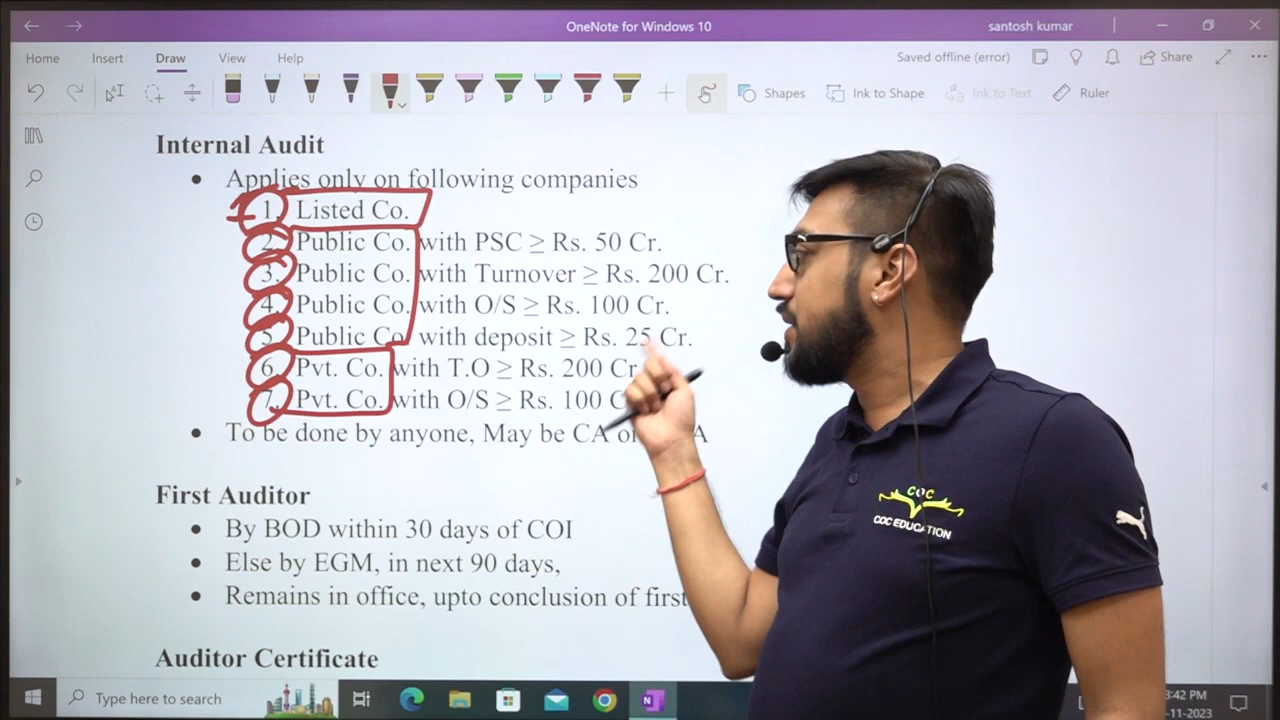 OneNote for Windows 10
santosh kumar
Home Insert Draw View Help
Saved offline (error)
Share
Shapes
Ink to Shape
Ink to Text
Ruler
Internal Audit
• Applies only on following companies
1. Listed Co.
2. Public Co. with PSC ≥ Rs. 50 Cr.
3. Public Co. with Turnover ≥ Rs. 200 Cr.
4. Public Co. with O/S ≥ Rs. 100 Cr.
5. Public Co. with deposit ≥ Rs. 25 Cr.
6. Pvt. Co. with T.O ≥ Rs. 200 Cr
7. Pvt. Co. with O/S ≥ Rs. 100
• To be done by anyone, May be CA
First Auditor
• By BOD within 30 days of COI
• Else by EGM, in next 90 days,
• Remains in office, upto conclusion of first
Auditor Certificate
COC
COC EDUCATION
Type here to search
3:42 PM
-11-2023